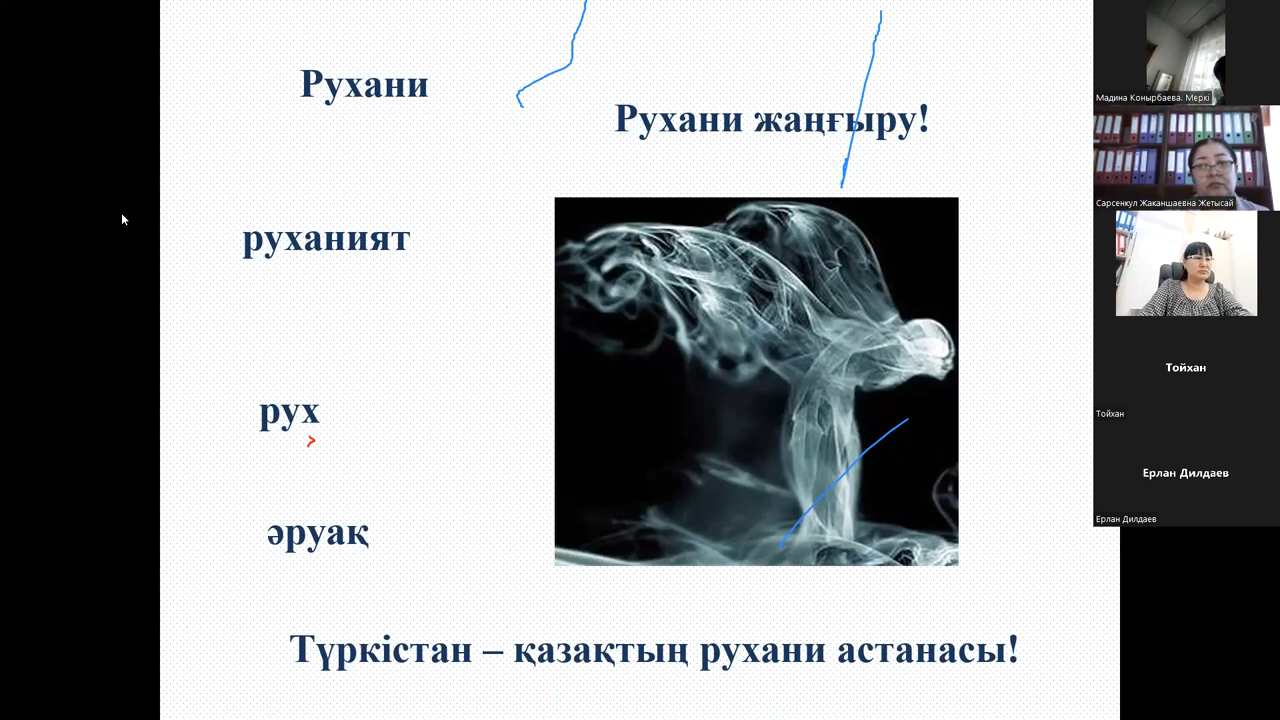 Рухани
Рухани жаңғыру!
руханият
рух
әруақ
Түркістан – қазақтың рухани астанасы!
Мадина Конырбаева. Меркі
Сарсенкул Жаканшаевна Жетысай
Тойхан
Тойхан
Ерлан Дилдаев
Ерлан Дилдаев